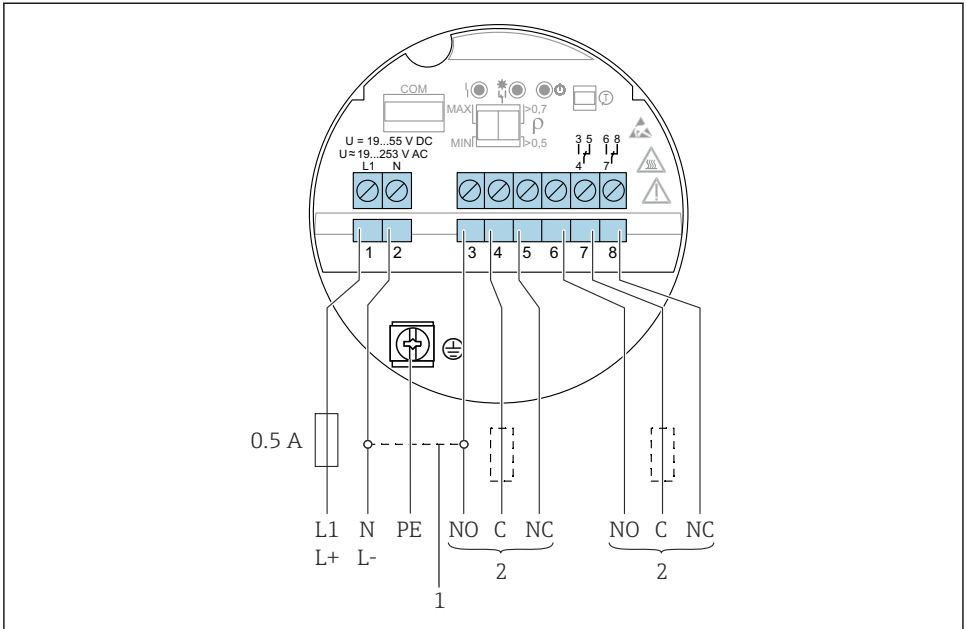 COM
MAX
>0,7
ρ
MIN
>0,5
T
U = 19...55 V DC
U≈19...253 V AC
L1 N
3 5 6 8
4 7
1 2 3 4 5 6 7 8
0.5 A
L1 N PE NO C NC NO C NC
L+ L-
2 2
1